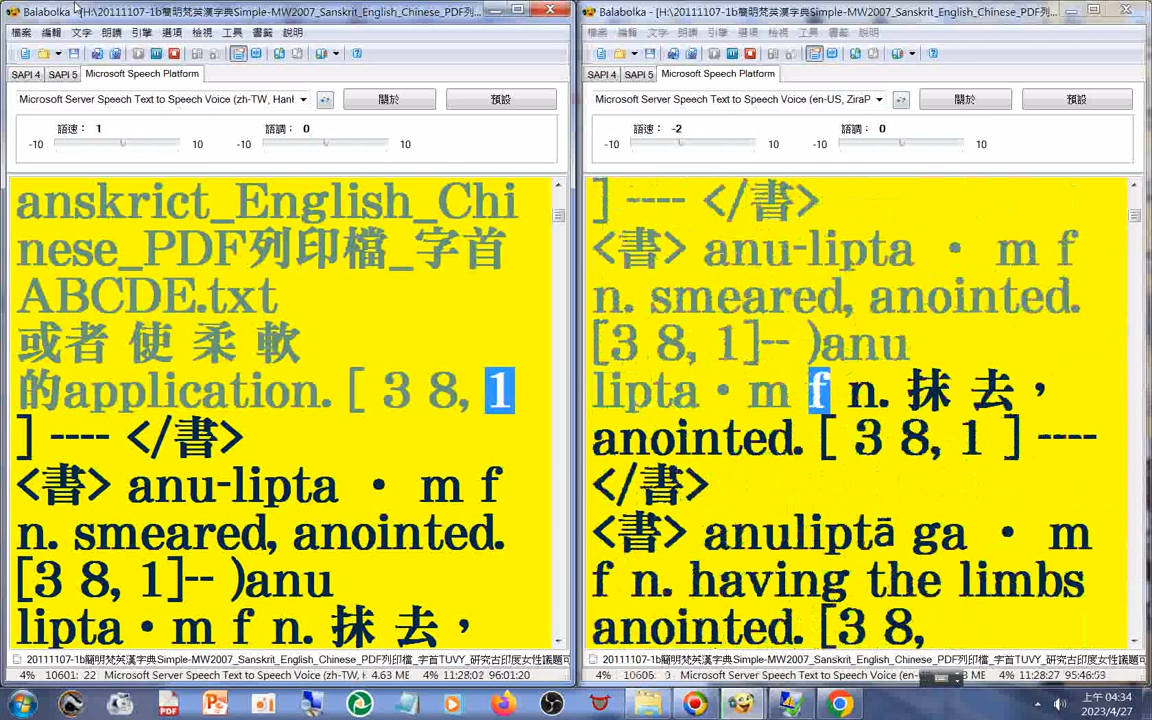 Balabolka - [H:\20111107-1b簡明梵英漢字典Simple-MW2007_Sanskrit_English_Chinese_PDF列...
檔案 編輯 文字 朗讀 引擎 選項 檢視 工具 書籤 說明
SAPI 4 SAPI 5 Microsoft Speech Platform
Microsoft Server Speech Text to Speech Voice (zh-TW, Hanl 關於 預設
語速： 1 語調： 0
-10 10 -10 10
anskrict_English_Chi
nese_PDF列印檔_字首
ABCDE.txt
或者 使 柔 軟
的application. [ 3 8, 1
] ---- </書>
<書> anu-lipta • m f
n. smeared, anointed.
[3 8, 1]-- )anu
lipta • m f n. 抹 去，
20111107-1b簡明梵英漢字典Simple-MW2007_Sanskrit_English_Chinese_PDF列印檔_字首TUVY_研究古印度女性議題可
4% 10601: 22 Microsoft Server Speech Text to Speech Voice (zh-TW, H 4.63 ME 4% 11:28:02 96:01:20
Balabolka - [H:\20111107-1b簡明梵英漢字典Simple-MW2007_Sanskrit_English_Chinese_PDF列...
檔案 編輯 文字 朗讀 引擎 選項 檢視 工具 書籤 說明
SAPI 4 SAPI 5 Microsoft Speech Platform
Microsoft Server Speech Text to Speech Voice (en-US, ZiraP 關於 預設
語速： -2 語調： 0
-10 10 -10 10
] ---- </書>
<書> anu-lipta • m f
n. smeared, anointed.
[3 8, 1]-- )anu
lipta • m f n. 抹 去，
anointed. [ 3 8, 1 ] ----
</書>
<書> anuliptā ga • m
f n. having the limbs
anointed. [3 8,
20111107-1b簡明梵英漢字典Simple-MW2007_Sanskrit_English_Chinese_PDF列印檔_字首TUVY_研究古印度女性議題可
4% Microsoft Server Speech Text to Speech Voice (en-US, 4% 11:28:03
上午 04:34
2023/4/27